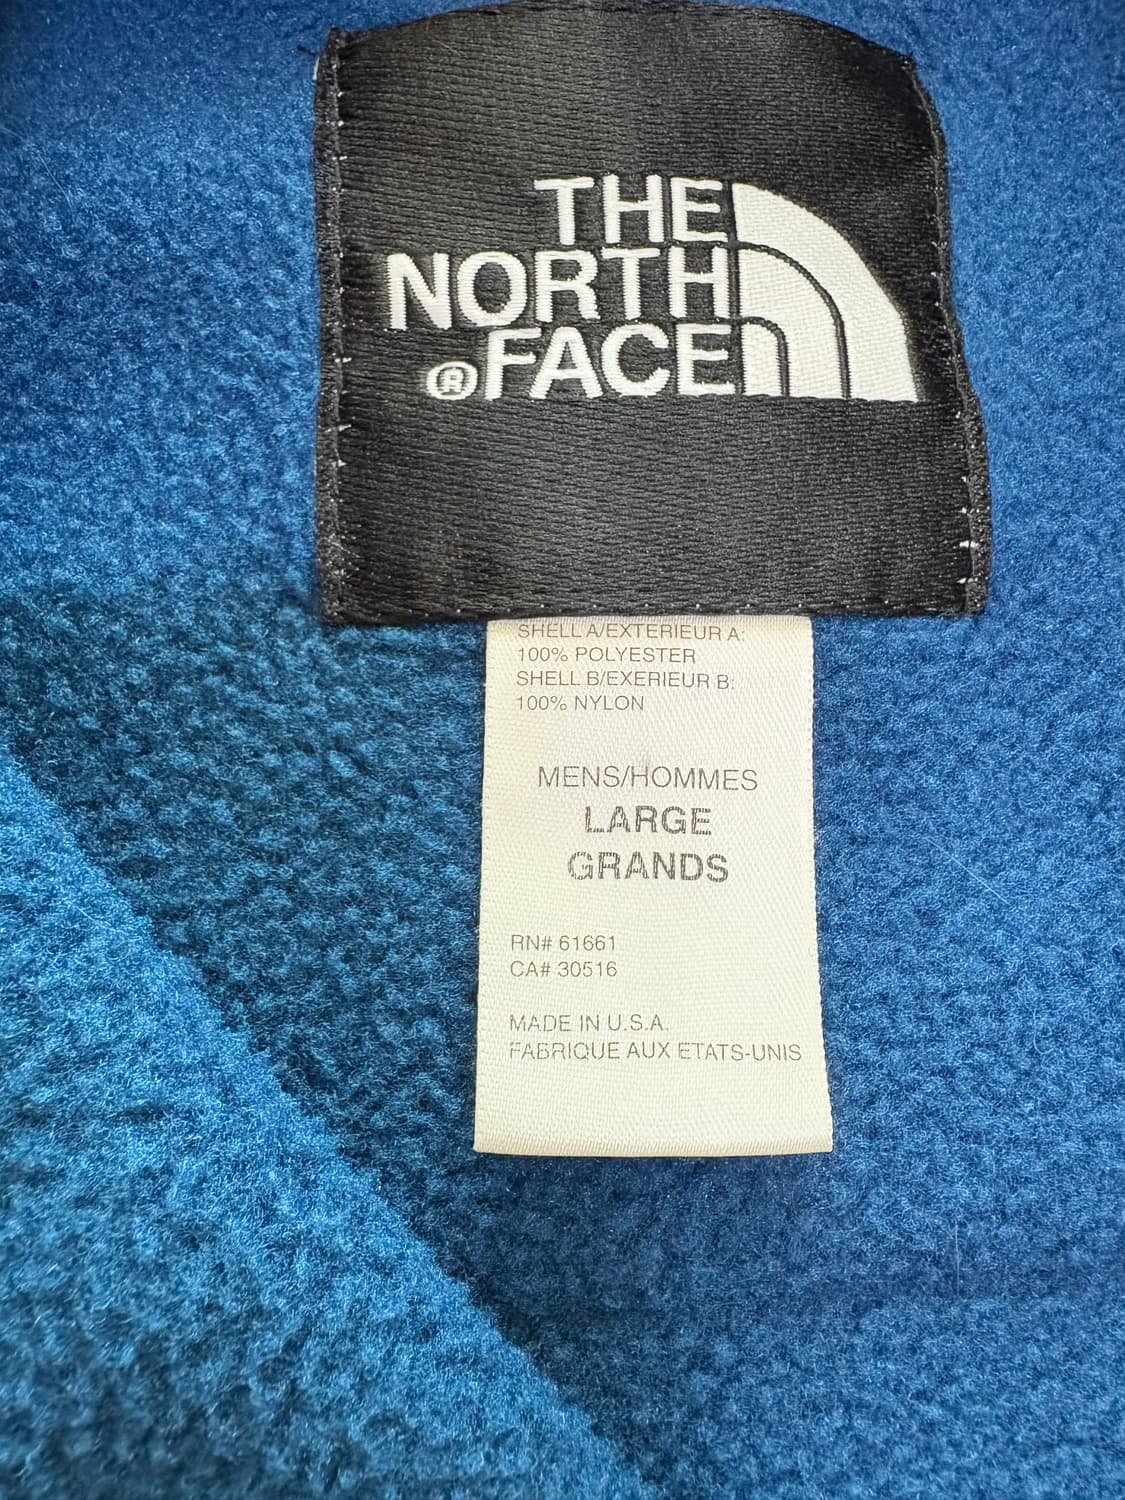 THE
NORTH
®FACE
SHELL A/EXTERIEUR A:
100% POLYESTER
SHELL B/EXERIEUR B:
100% NYLON
MENS/HOMMES
LARGE
GRANDS
RN# 61661
CA# 30516
MADE IN U.S.A.
FABRIQUE AUX ETATS-UNIS